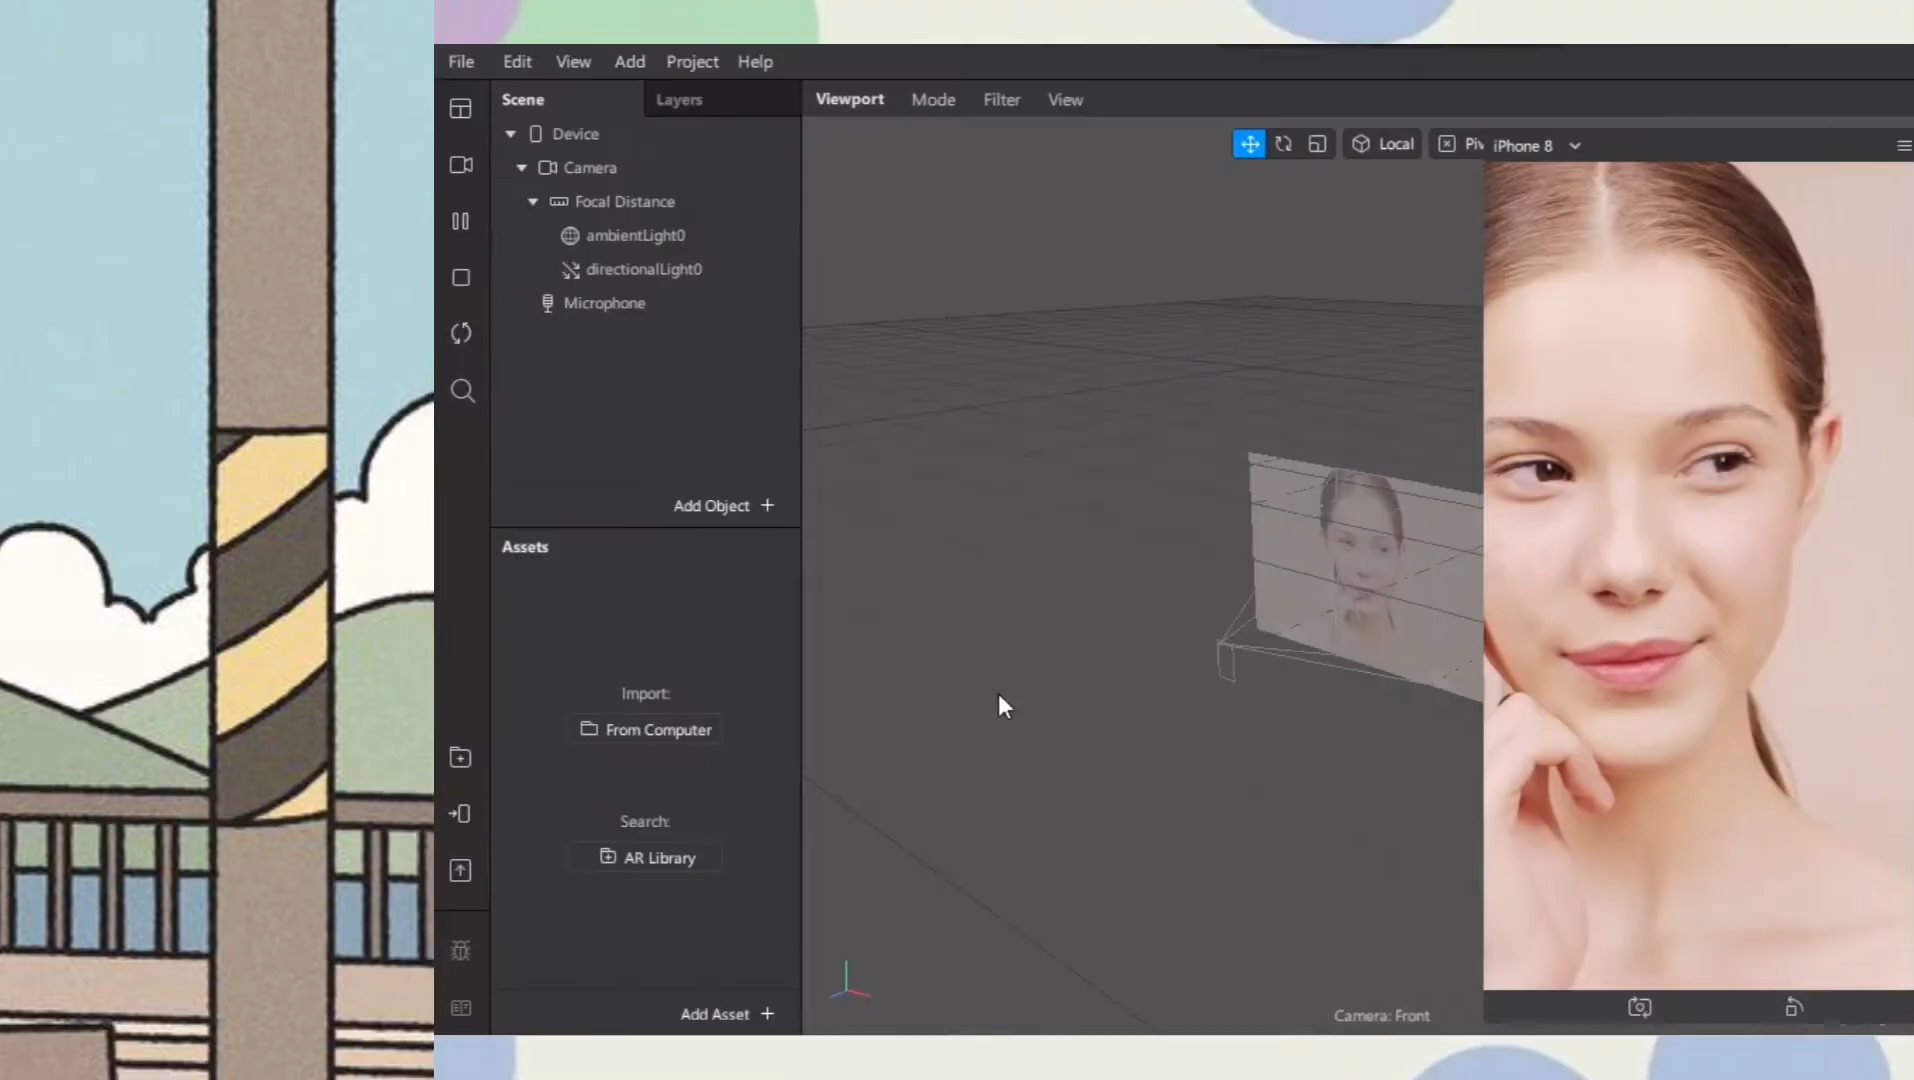 File Edit View Add Project Help
Scene Layers
Device
Camera
Focal Distance
ambientLight0
directionalLight0
Microphone
Add Object +
Assets
Import:
From Computer
Search:
AR Library
Add Asset +
Viewport Mode Filter View
Local Piv iPhone 8
Camera: Front